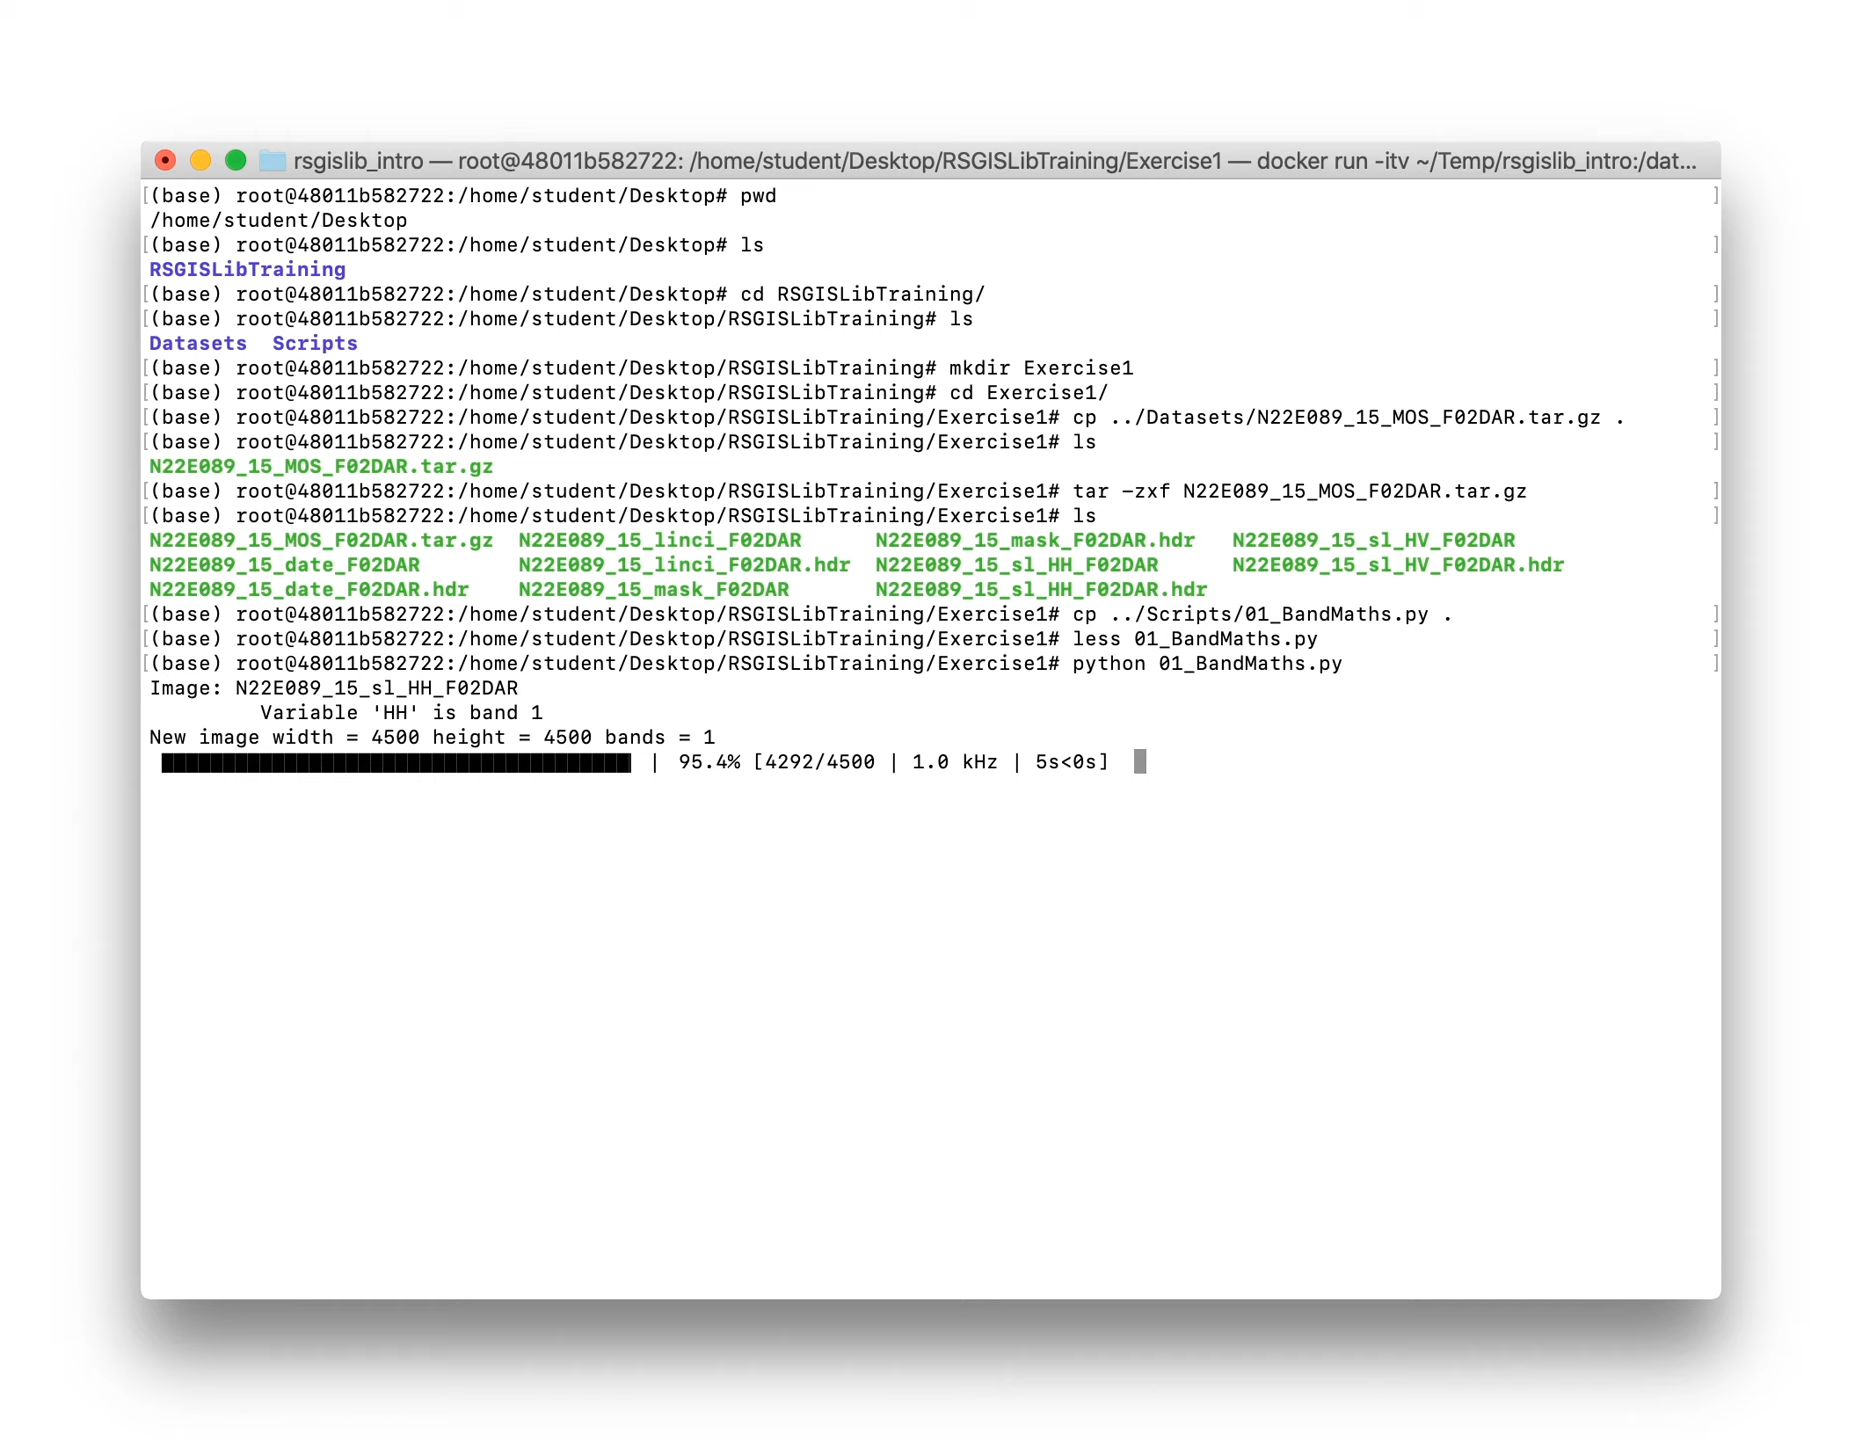 rsgislib_intro — root@48011b582722: /home/student/Desktop/RSGISLibTraining/Exercise1 — docker run -itv ~/Temp/rsgislib_intro:/dat...
[(base) root@48011b582722:/home/student/Desktop# pwd ]
/home/student/Desktop
[(base) root@48011b582722:/home/student/Desktop# ls ]
RSGISLibTraining
[(base) root@48011b582722:/home/student/Desktop# cd RSGISLibTraining/ ]
[(base) root@48011b582722:/home/student/Desktop/RSGISLibTraining# ls ]
Datasets  Scripts
[(base) root@48011b582722:/home/student/Desktop/RSGISLibTraining# mkdir Exercise1 ]
[(base) root@48011b582722:/home/student/Desktop/RSGISLibTraining# cd Exercise1/ ]
[(base) root@48011b582722:/home/student/Desktop/RSGISLibTraining/Exercise1# cp ../Datasets/N22E089_15_MOS_F02DAR.tar.gz . ]
[(base) root@48011b582722:/home/student/Desktop/RSGISLibTraining/Exercise1# ls ]
N22E089_15_MOS_F02DAR.tar.gz
[(base) root@48011b582722:/home/student/Desktop/RSGISLibTraining/Exercise1# tar -zxf N22E089_15_MOS_F02DAR.tar.gz ]
[(base) root@48011b582722:/home/student/Desktop/RSGISLibTraining/Exercise1# ls ]
N22E089_15_MOS_F02DAR.tar.gz  N22E089_15_linci_F02DAR      N22E089_15_mask_F02DAR.hdr   N22E089_15_sl_HV_F02DAR
N22E089_15_date_F02DAR        N22E089_15_linci_F02DAR.hdr  N22E089_15_sl_HH_F02DAR      N22E089_15_sl_HV_F02DAR.hdr
N22E089_15_date_F02DAR.hdr    N22E089_15_mask_F02DAR       N22E089_15_sl_HH_F02DAR.hdr
[(base) root@48011b582722:/home/student/Desktop/RSGISLibTraining/Exercise1# cp ../Scripts/01_BandMaths.py . ]
[(base) root@48011b582722:/home/student/Desktop/RSGISLibTraining/Exercise1# less 01_BandMaths.py ]
[(base) root@48011b582722:/home/student/Desktop/RSGISLibTraining/Exercise1# python 01_BandMaths.py ]
Image: N22E089_15_sl_HH_F02DAR
Variable 'HH' is band 1
New image width = 4500 height = 4500 bands = 1
| 95.4% [4292/4500 | 1.0 kHz | 5s<0s]